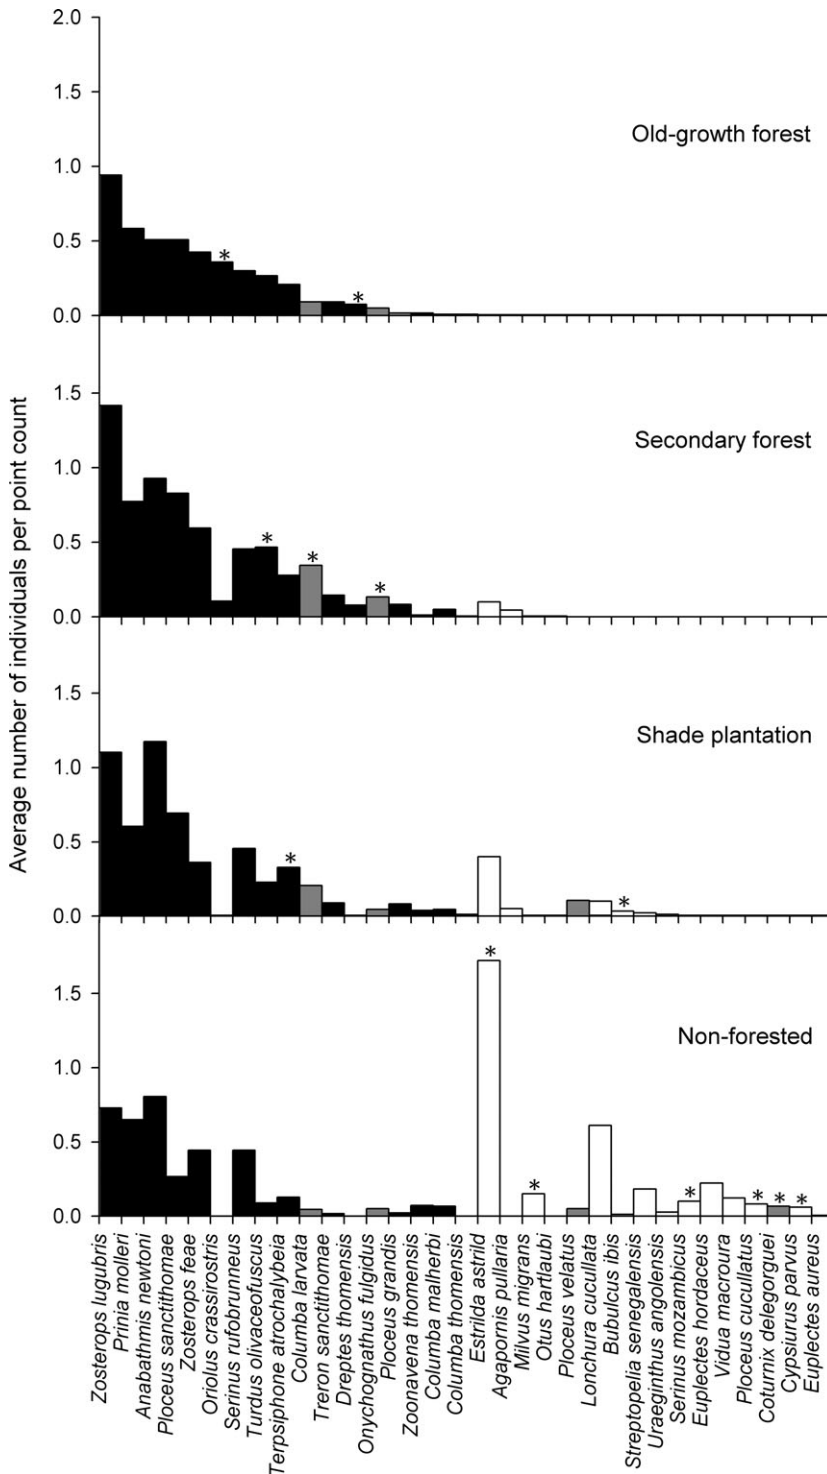 Average number of individuals per point count
2.0
1.5
1.0
0.5
0.0
Old-growth forest
*
*
1.5
1.0
0.5
0.0
Secondary forest
*
*
*
1.5
1.0
0.5
0.0
Shade plantation
*
*
1.5
1.0
0.5
0.0
Non-forested
*
*
*
*
*
*
Zosterops lugubris
Prinia molleri
Anabathmis newtoni
Ploceus sanctithomae
Zosterops feae
Oriolus crassirostris
Serinus rufobrunneus
Turdus olivaceofuscus
Terpsiphone atrochalybeia
Columba larvata
Treron sanctithomae
Dreptes thomensis
Onychognathus fulgidus
Ploceus grandis
Zoonavena thomensis
Columba malherbi
Columba thomensis
Estrilda astrild
Agapornis pullaria
Milvus migrans
Otus hartlaubi
Ploceus velatus
Lonchura cucullata
Bubulcus ibis
Streptopelia senegalensis
Uraeginthus angolensis
Serinus mozambicus
Euplectes hordaceus
Vidua macroura
Ploceus cucullatus
Coturnix delegorguei
Cypsiurus parvus
Euplectes aureus